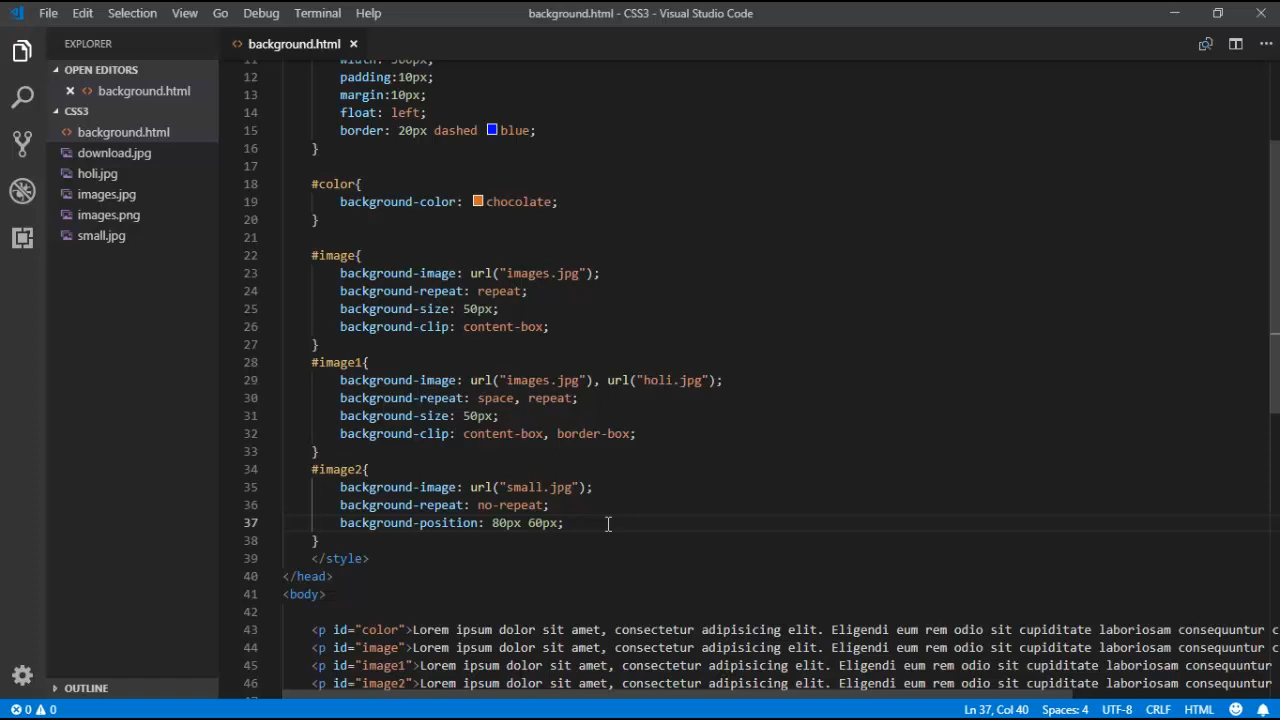 File Edit Selection View Go Debug Terminal Help background.html - CSS3 - Visual Studio Code
EXPLORER
OPEN EDITORS
background.html
CSS3
background.html
download.jpg
holi.jpg
images.jpg
images.png
small.jpg
OUTLINE
background.html
12 padding:10px;
13 margin:10px;
14 float: left;
15 border: 20px dashed blue;
16 }
17
18 #color{
19 background-color: chocolate;
20 }
21
22 #image{
23 background-image: url("images.jpg");
24 background-repeat: repeat;
25 background-size: 50px;
26 background-clip: content-box;
27 }
28 #image1{
29 background-image: url("images.jpg"), url("holi.jpg");
30 background-repeat: space, repeat;
31 background-size: 50px;
32 background-clip: content-box, border-box;
33 }
34 #image2{
35 background-image: url("small.jpg");
36 background-repeat: no-repeat;
37 background-position: 80px 60px;
38 }
39 </style>
40 </head>
41 <body>
42
43 <p id="color">Lorem ipsum dolor sit amet, consectetur adipisicing elit. Eligendi eum rem odio sit cupiditate laboriosam consequuntur c
44 <p id="image">Lorem ipsum dolor sit amet, consectetur adipisicing elit. Eligendi eum rem odio sit cupiditate laboriosam consequuntur
45 <p id="image1">Lorem ipsum dolor sit amet, consectetur adipisicing elit. Eligendi eum rem odio sit cupiditate laboriosam consequuntur
46 <p id="image2">Lorem ipsum dolor sit amet, consectetur adipisicing elit. Eligendi eum rem odio sit cupiditate laboriosam consequuntur
0 0 Ln 37, Col 40 Spaces: 4 UTF-8 CRLF HTML